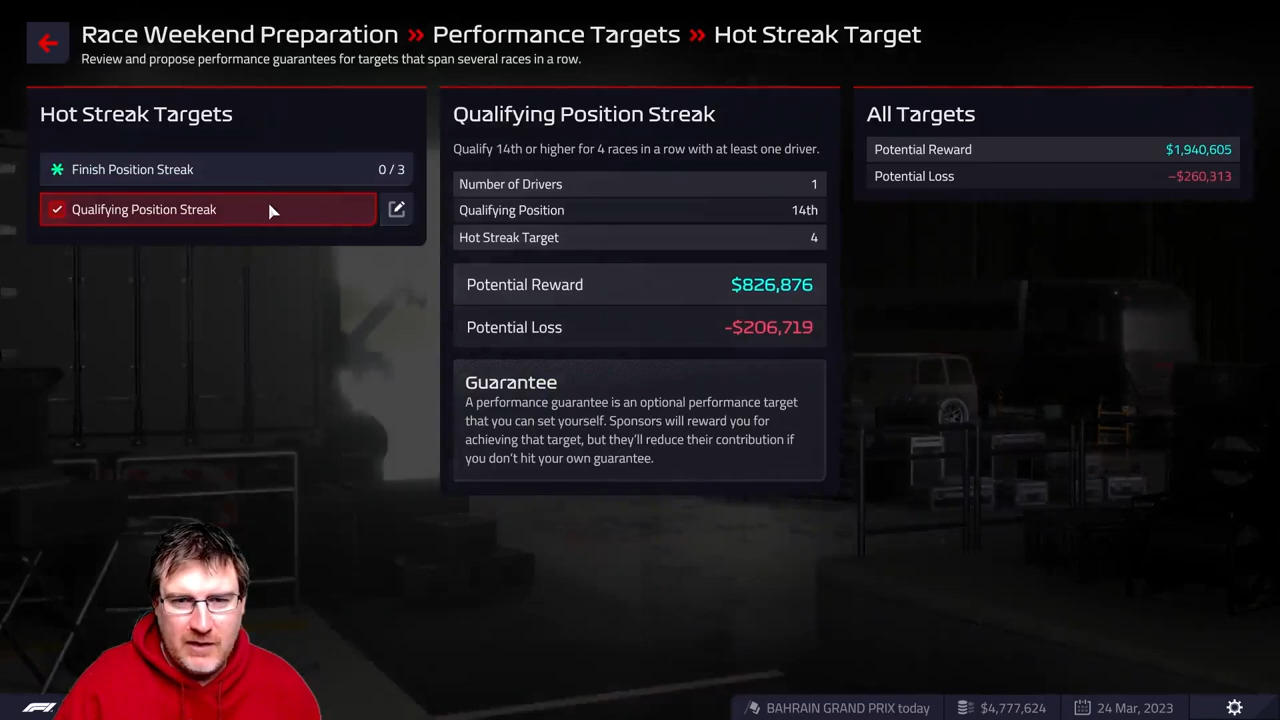 Race Weekend Preparation » Performance Targets » Hot Streak Target
Review and propose performance guarantees for targets that span several races in a row.
Hot Streak Targets
Finish Position Streak 0 / 3
Qualifying Position Streak
Qualifying Position Streak
Qualify 14th or higher for 4 races in a row with at least one driver.
Number of Drivers 1
Qualifying Position 14th
Hot Streak Target 4
Potential Reward $826,876
Potential Loss -$206,719
Guarantee
A performance guarantee is an optional performance target
that you can set yourself. Sponsors will reward you for
achieving that target, but they'll reduce their contribution if
you don't hit your own guarantee.
All Targets
Potential Reward $1,940,605
Potential Loss -$260,313
F1
BAHRAIN GRAND PRIX today
$4,777,624
24 Mar, 2023